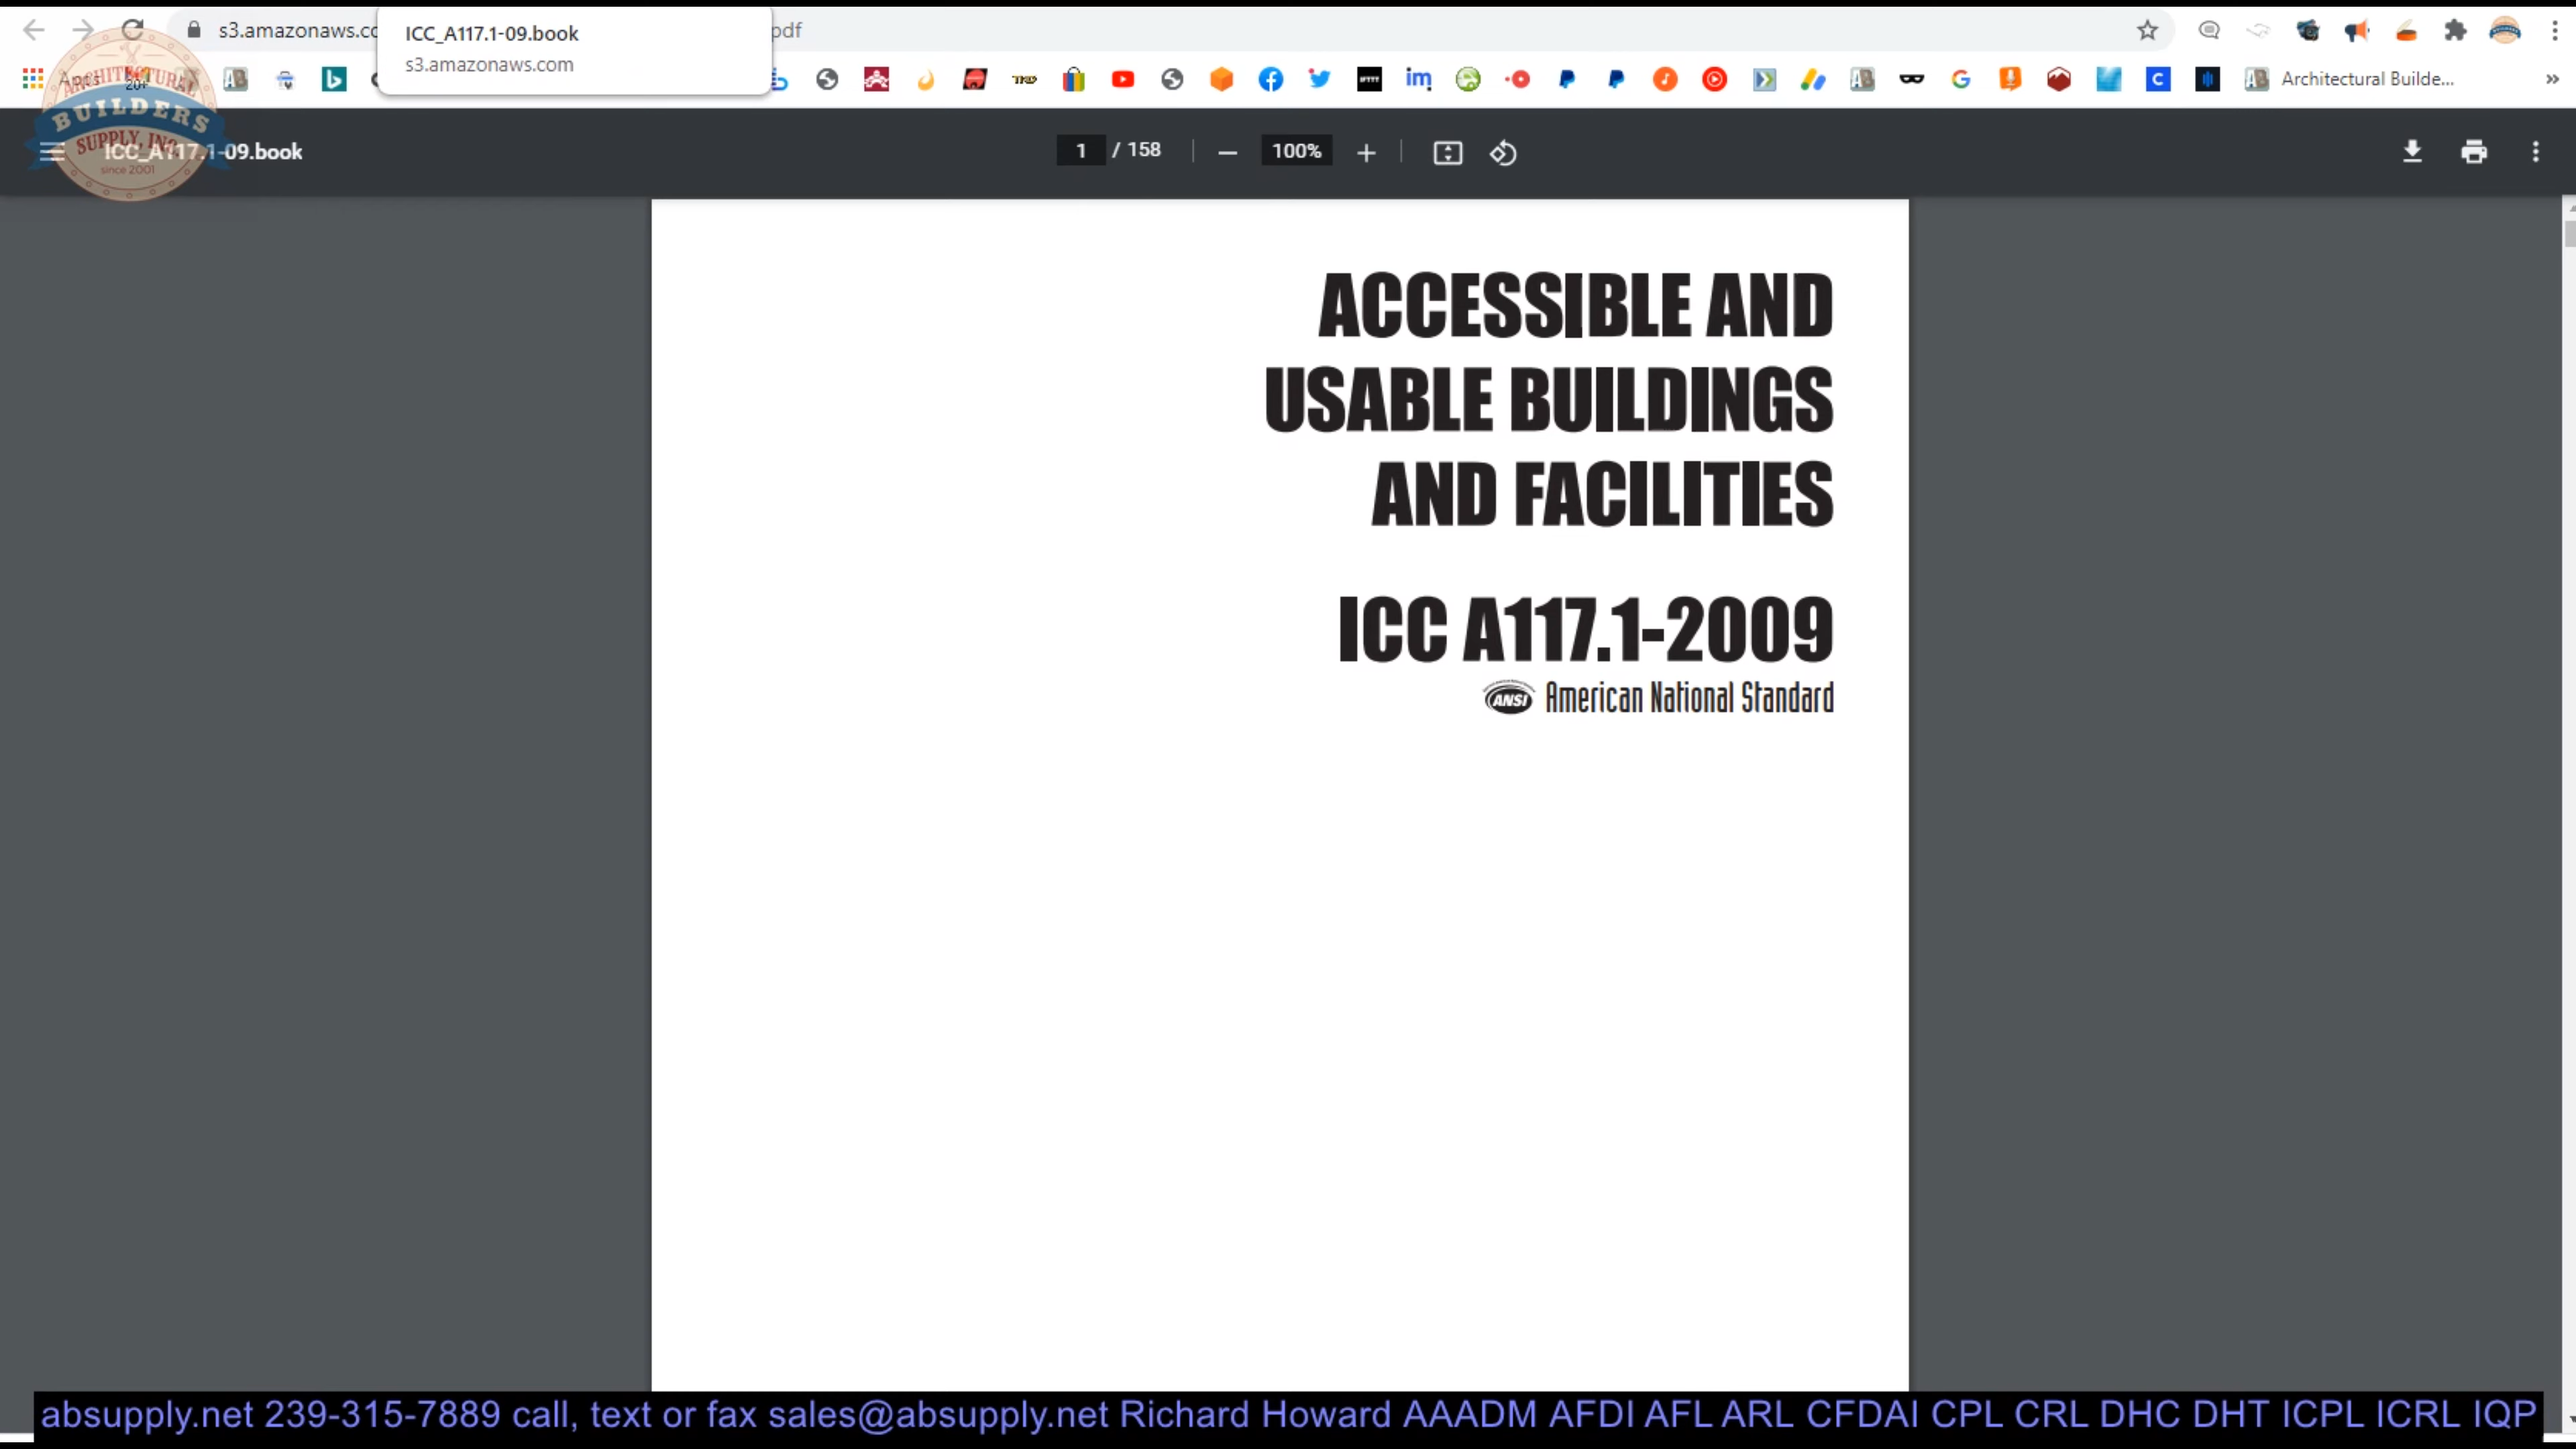 s3.amazonaws.co
pdf
ICC_A117.1-09.book
s3.amazonaws.com
Apps
20+
Architectural Builde...
ARCHITECTURAL
BUILDERS
SUPPLY, INC.
since 2001
ICC_A117.1-09.book
1 / 158
100%
ACCESSIBLE AND
USABLE BUILDINGS
AND FACILITIES
ICC A117.1-2009
ANSI American National Standard
absupply.net 239-315-7889 call, text or fax sales@absupply.net Richard Howard AAADM AFDI AFL ARL CFDAI CPL CRL DHC DHT ICPL ICRL IQP